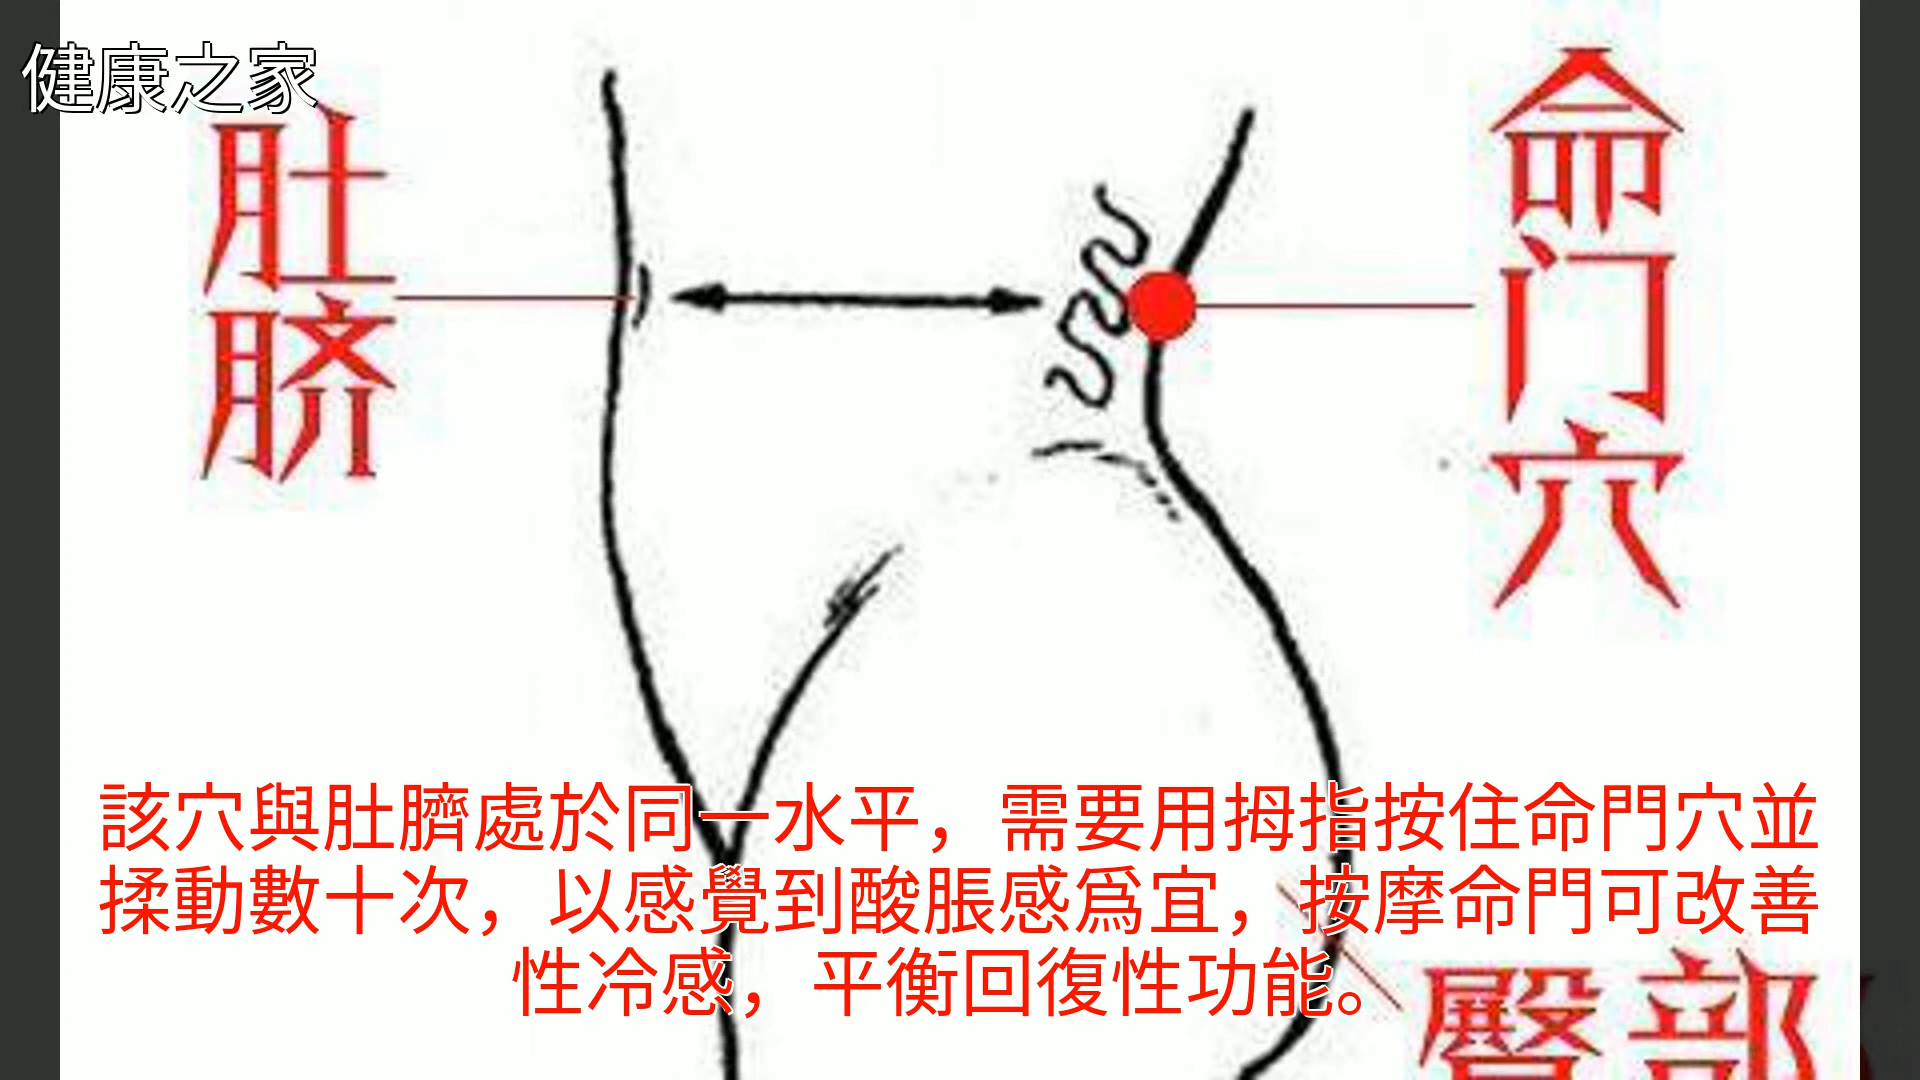 健康之家
肚脐
命门穴
該穴與肚臍處於同一水平，需要用拇指按住命門穴並
揉動數十次，以感覺到酸脹感爲宜，按摩命門可改善
性冷感，平衡回復性功能。
臀部